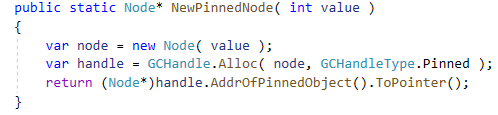 public static Node* NewPinnedNode( int value )
{
    var node = new Node( value );
    var handle = GCHandle.Alloc( node, GCHandleType.Pinned );
    return (Node*)handle.AddrOfPinnedObject().ToPointer();
}